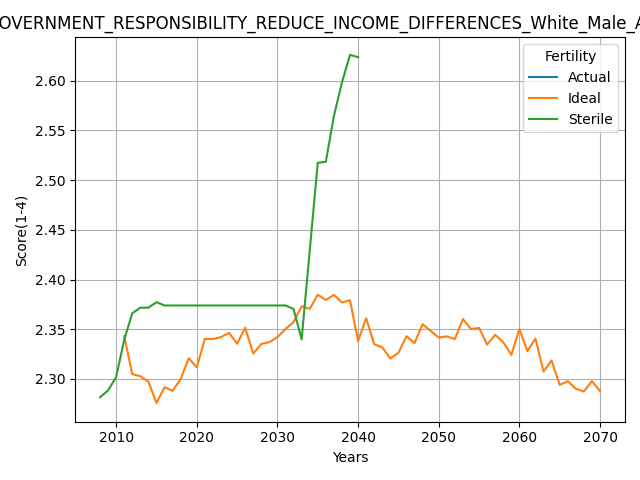 OVERNMENT_RESPONSIBILITY_REDUCE_INCOME_DIFFERENCES_White_Male_A
Fertility
Actual
Ideal
Sterile
Score(1-4)
2.60
2.55
2.50
2.45
2.40
2.35
2.30
2010 2020 2030 2040 2050 2060 2070
Years